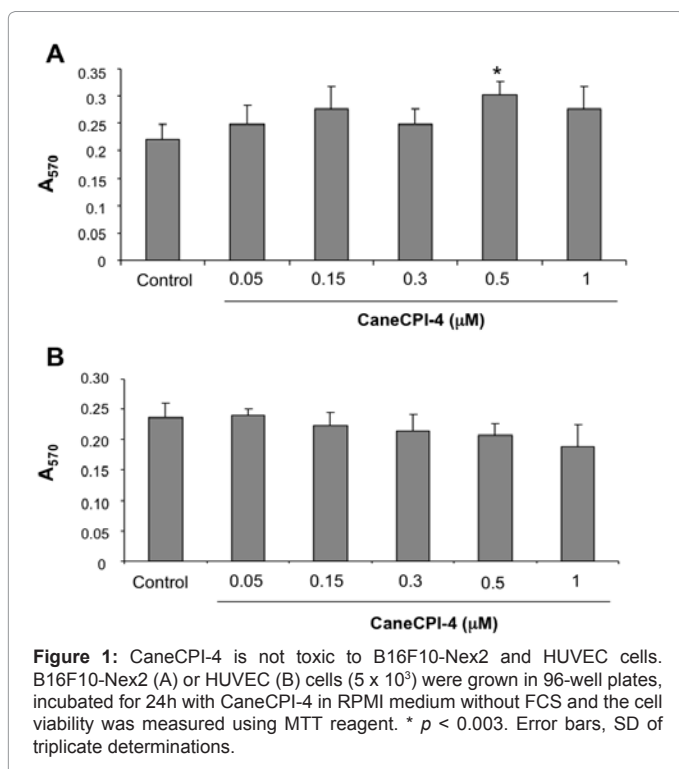 A
0.35
0.3
0.25
0.2
0.15
0.1
0.05
0
A570
*
Control 0.05 0.15 0.3 0.5 1
CaneCPI-4 (µM)
B
0.30
0.25
0.20
0.15
0.10
0.05
0
A570
Control 0.05 0.15 0.3 0.5 1
CaneCPI-4 (µM)
Figure 1: CaneCPI-4 is not toxic to B16F10-Nex2 and HUVEC cells.
B16F10-Nex2 (A) or HUVEC (B) cells (5 x 10³) were grown in 96-well plates,
incubated for 24h with CaneCPI-4 in RPMI medium without FCS and the cell
viability was measured using MTT reagent. * p < 0.003. Error bars, SD of
triplicate determinations.